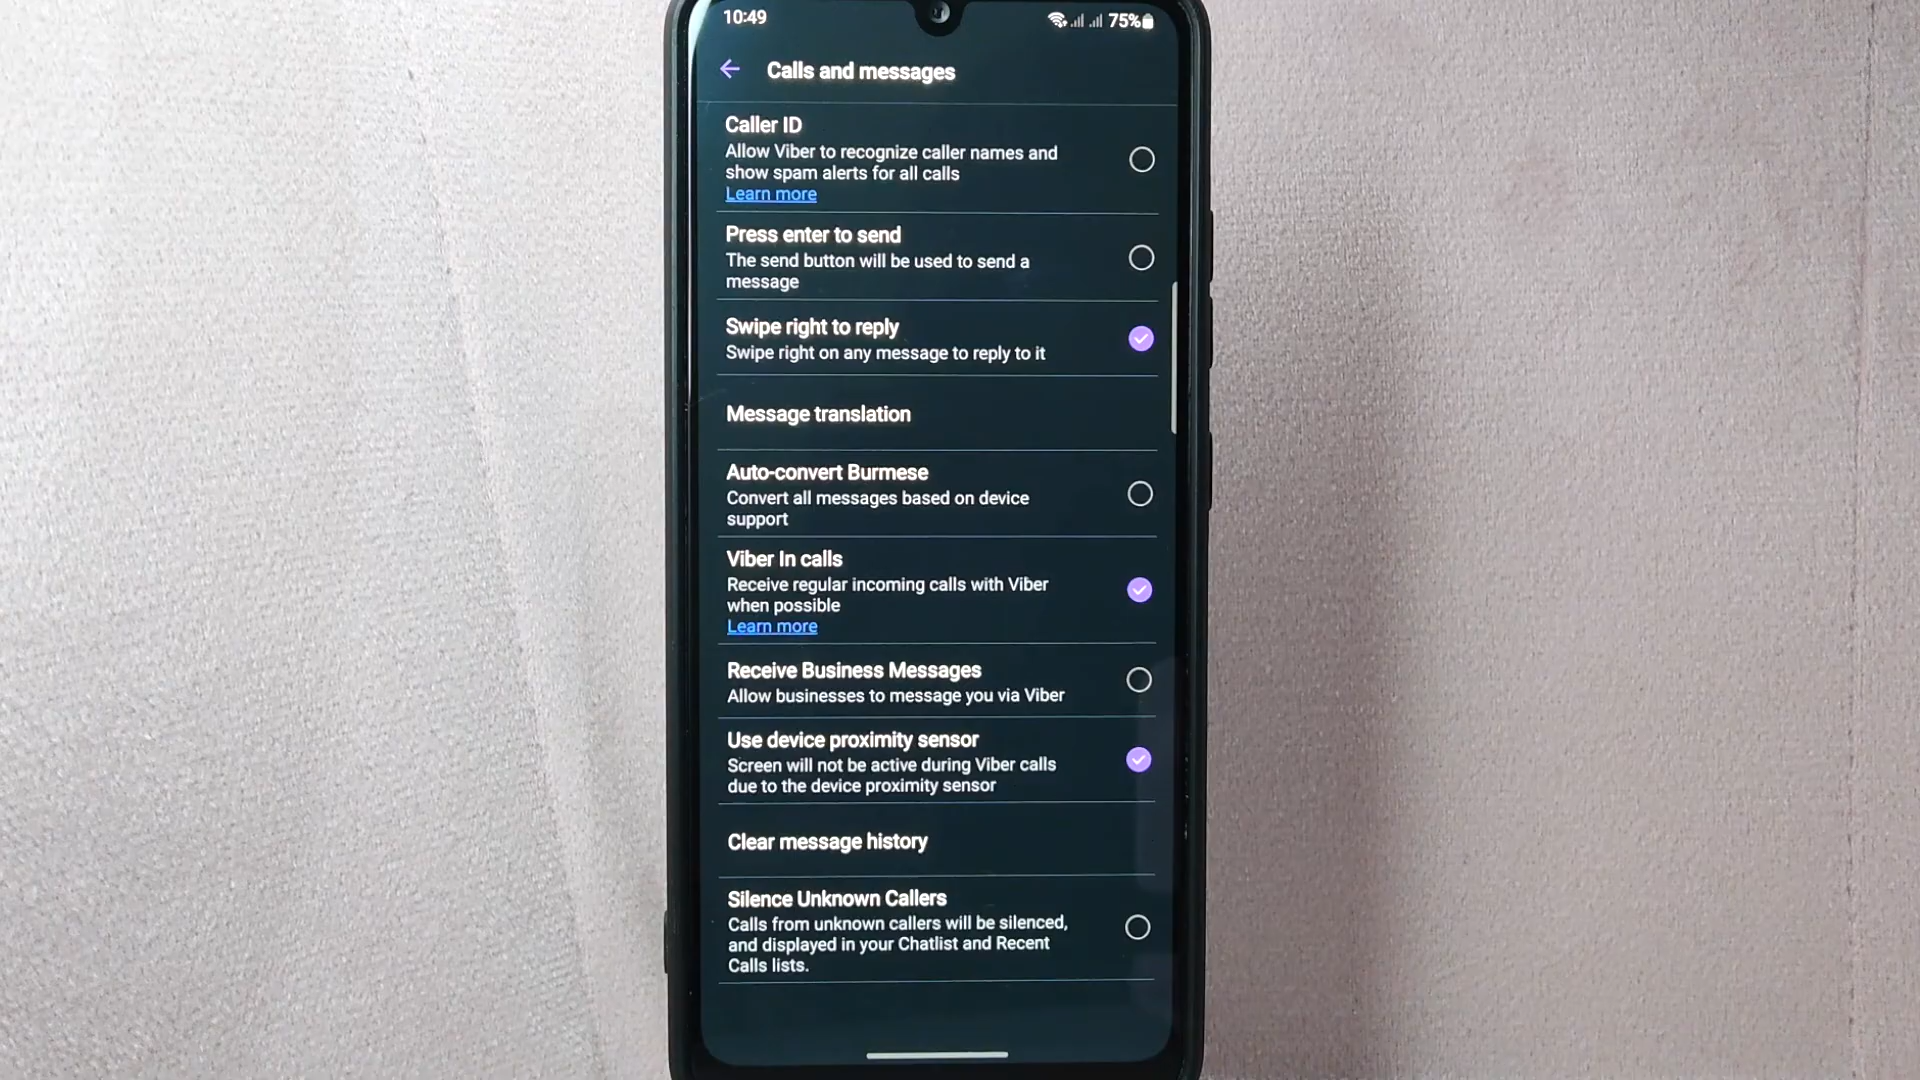 10:49
75%
Calls and messages
Caller ID
Allow Viber to recognize caller names and
show spam alerts for all calls
Learn more
Press enter to send
The send button will be used to send a
message
Swipe right to reply
Swipe right on any message to reply to it
Message translation
Auto-convert Burmese
Convert all messages based on device
support
Viber In calls
Receive regular incoming calls with Viber
when possible
Learn more
Receive Business Messages
Allow businesses to message you via Viber
Use device proximity sensor
Screen will not be active during Viber calls
due to the device proximity sensor
Clear message history
Silence Unknown Callers
Calls from unknown callers will be silenced,
and displayed in your Chatlist and Recent
Calls lists.